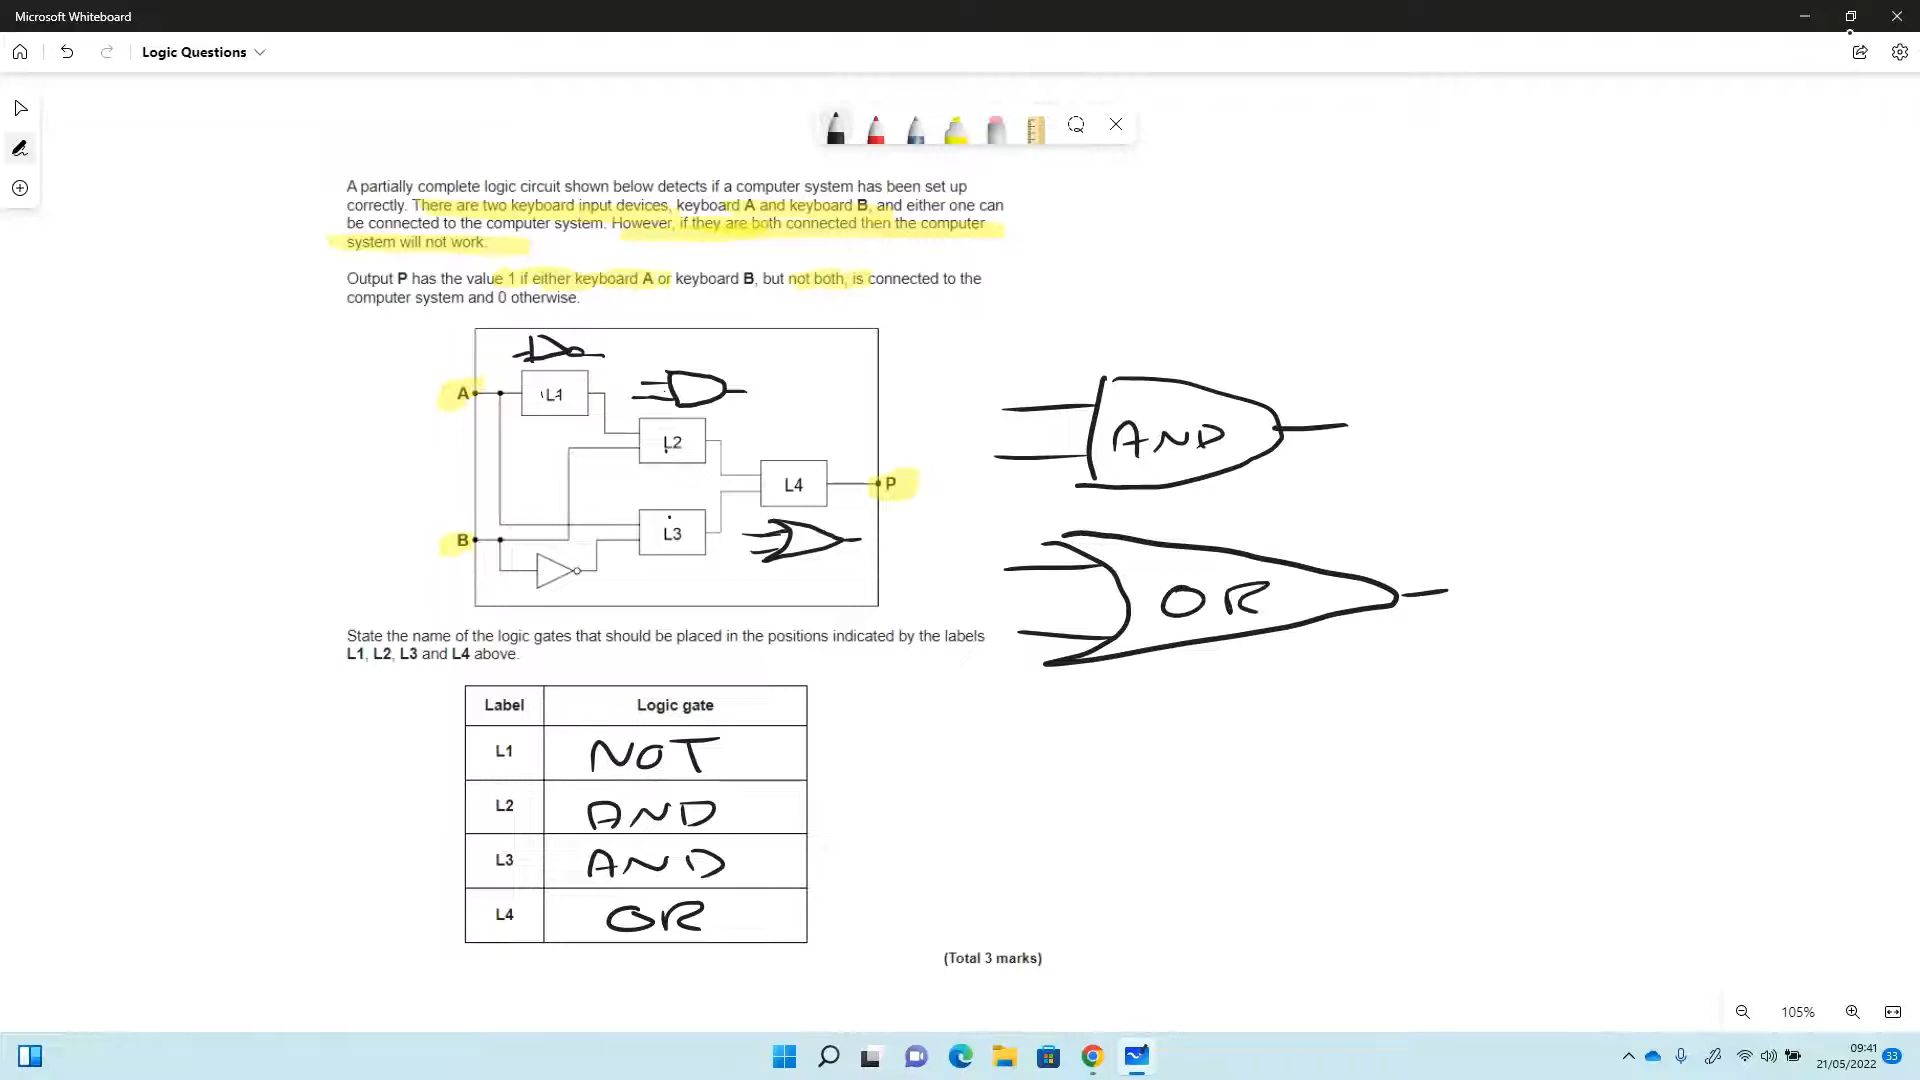 Microsoft Whiteboard
Logic Questions
A partially complete logic circuit shown below detects if a computer system has been set up
correctly. There are two keyboard input devices, keyboard A and keyboard B, and either one can
be connected to the computer system. However, if they are both connected then the computer
system will not work.
Output P has the value 1 if either keyboard A or keyboard B, but not both, is connected to the
computer system and 0 otherwise.
A
L1
L2
L4
P
B
L3
AND
OR
State the name of the logic gates that should be placed in the positions indicated by the labels
L1, L2, L3 and L4 above.
Label Logic gate
L1 NOT
L2 AND
L3 AND
L4 OR
(Total 3 marks)
105%
09:41
21/05/2022
33